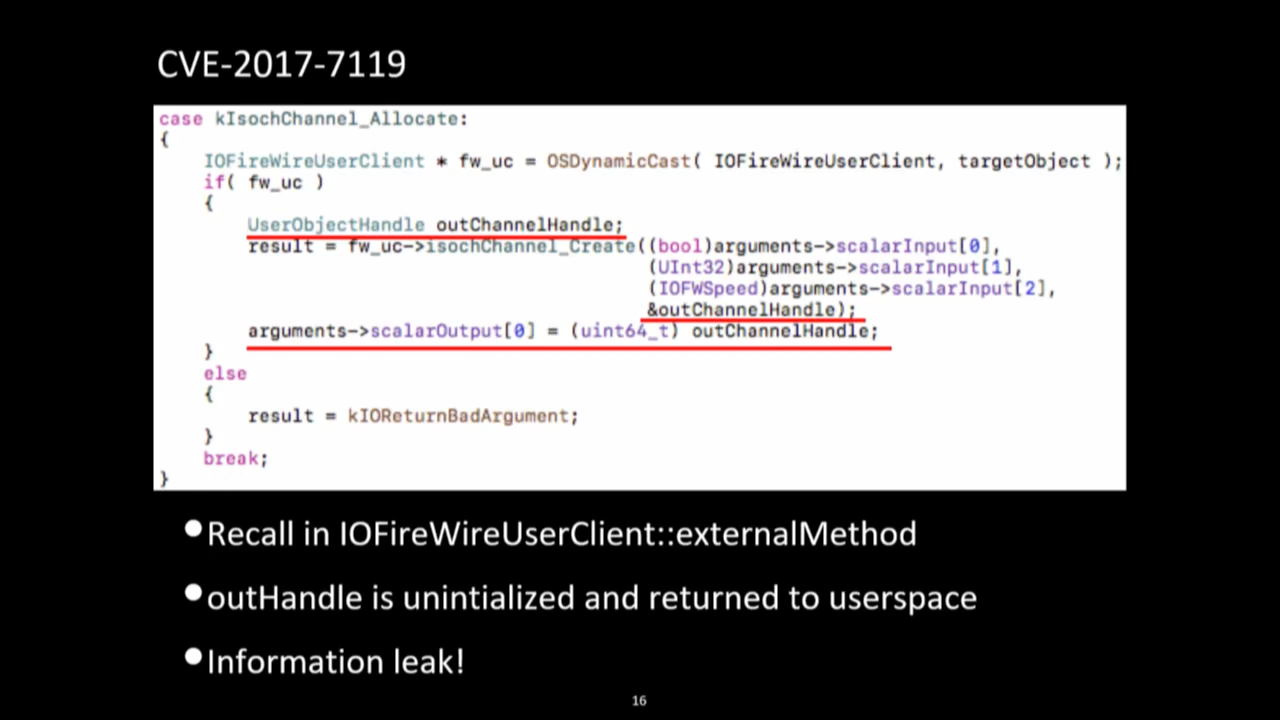 CVE-2017-7119
case kIsochChannel_Allocate:
{
IOFireWireUserClient * fw_uc = OSDynamicCast( IOFireWireUserClient, targetObject );
if( fw_uc )
{
UserObjectHandle outChannelHandle;
result = fw_uc->isochChannel_Create((bool)arguments->scalarInput[0],
(UInt32)arguments->scalarInput[1],
(IOFWSpeed)arguments->scalarInput[2],
&outChannelHandle);
arguments->scalarOutput[0] = (uint64_t) outChannelHandle;
}
else
{
result = kIOReturnBadArgument;
}
break;
}
•Recall in IOFireWireUserClient::externalMethod
•outHandle is unintialized and returned to userspace
•Information leak!
16